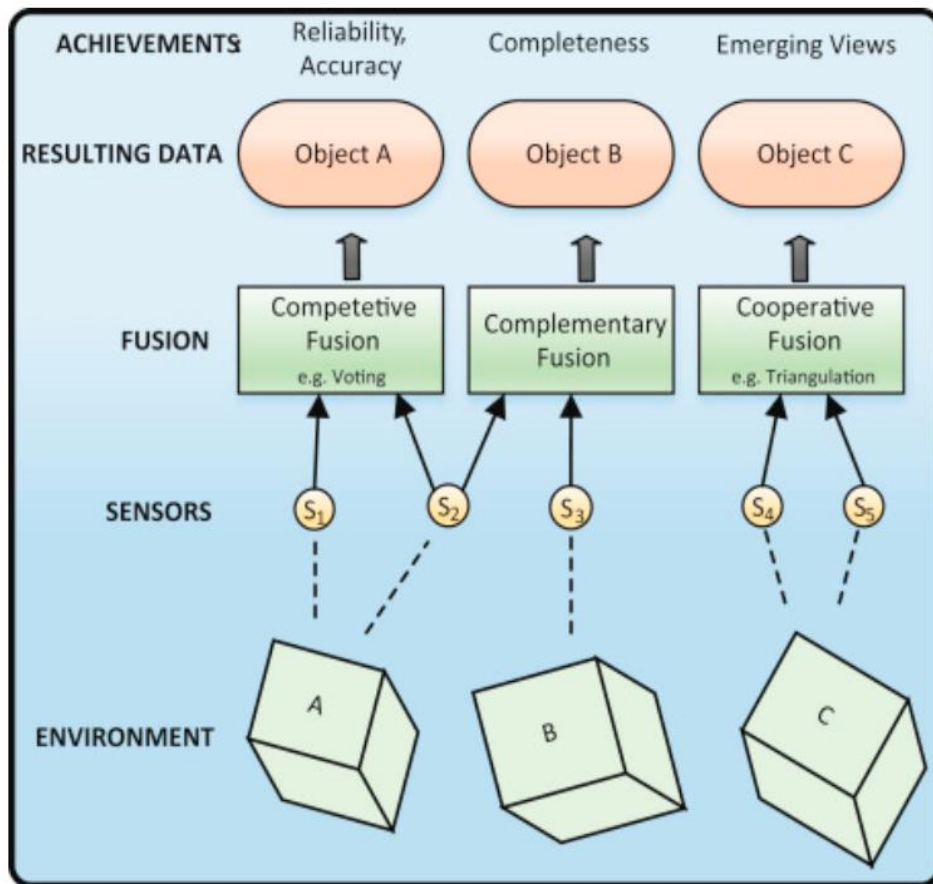 ACHIEVEMENTS:
Reliability,
Accuracy
Completeness
Emerging Views
RESULTING DATA
Object A
Object B
Object C
FUSION
Competetive
Fusion
e.g. Voting
Complementary
Fusion
Cooperative
Fusion
e.g. Triangulation
SENSORS
S1
S2
S3
S4
S5
ENVIRONMENT
A
B
C